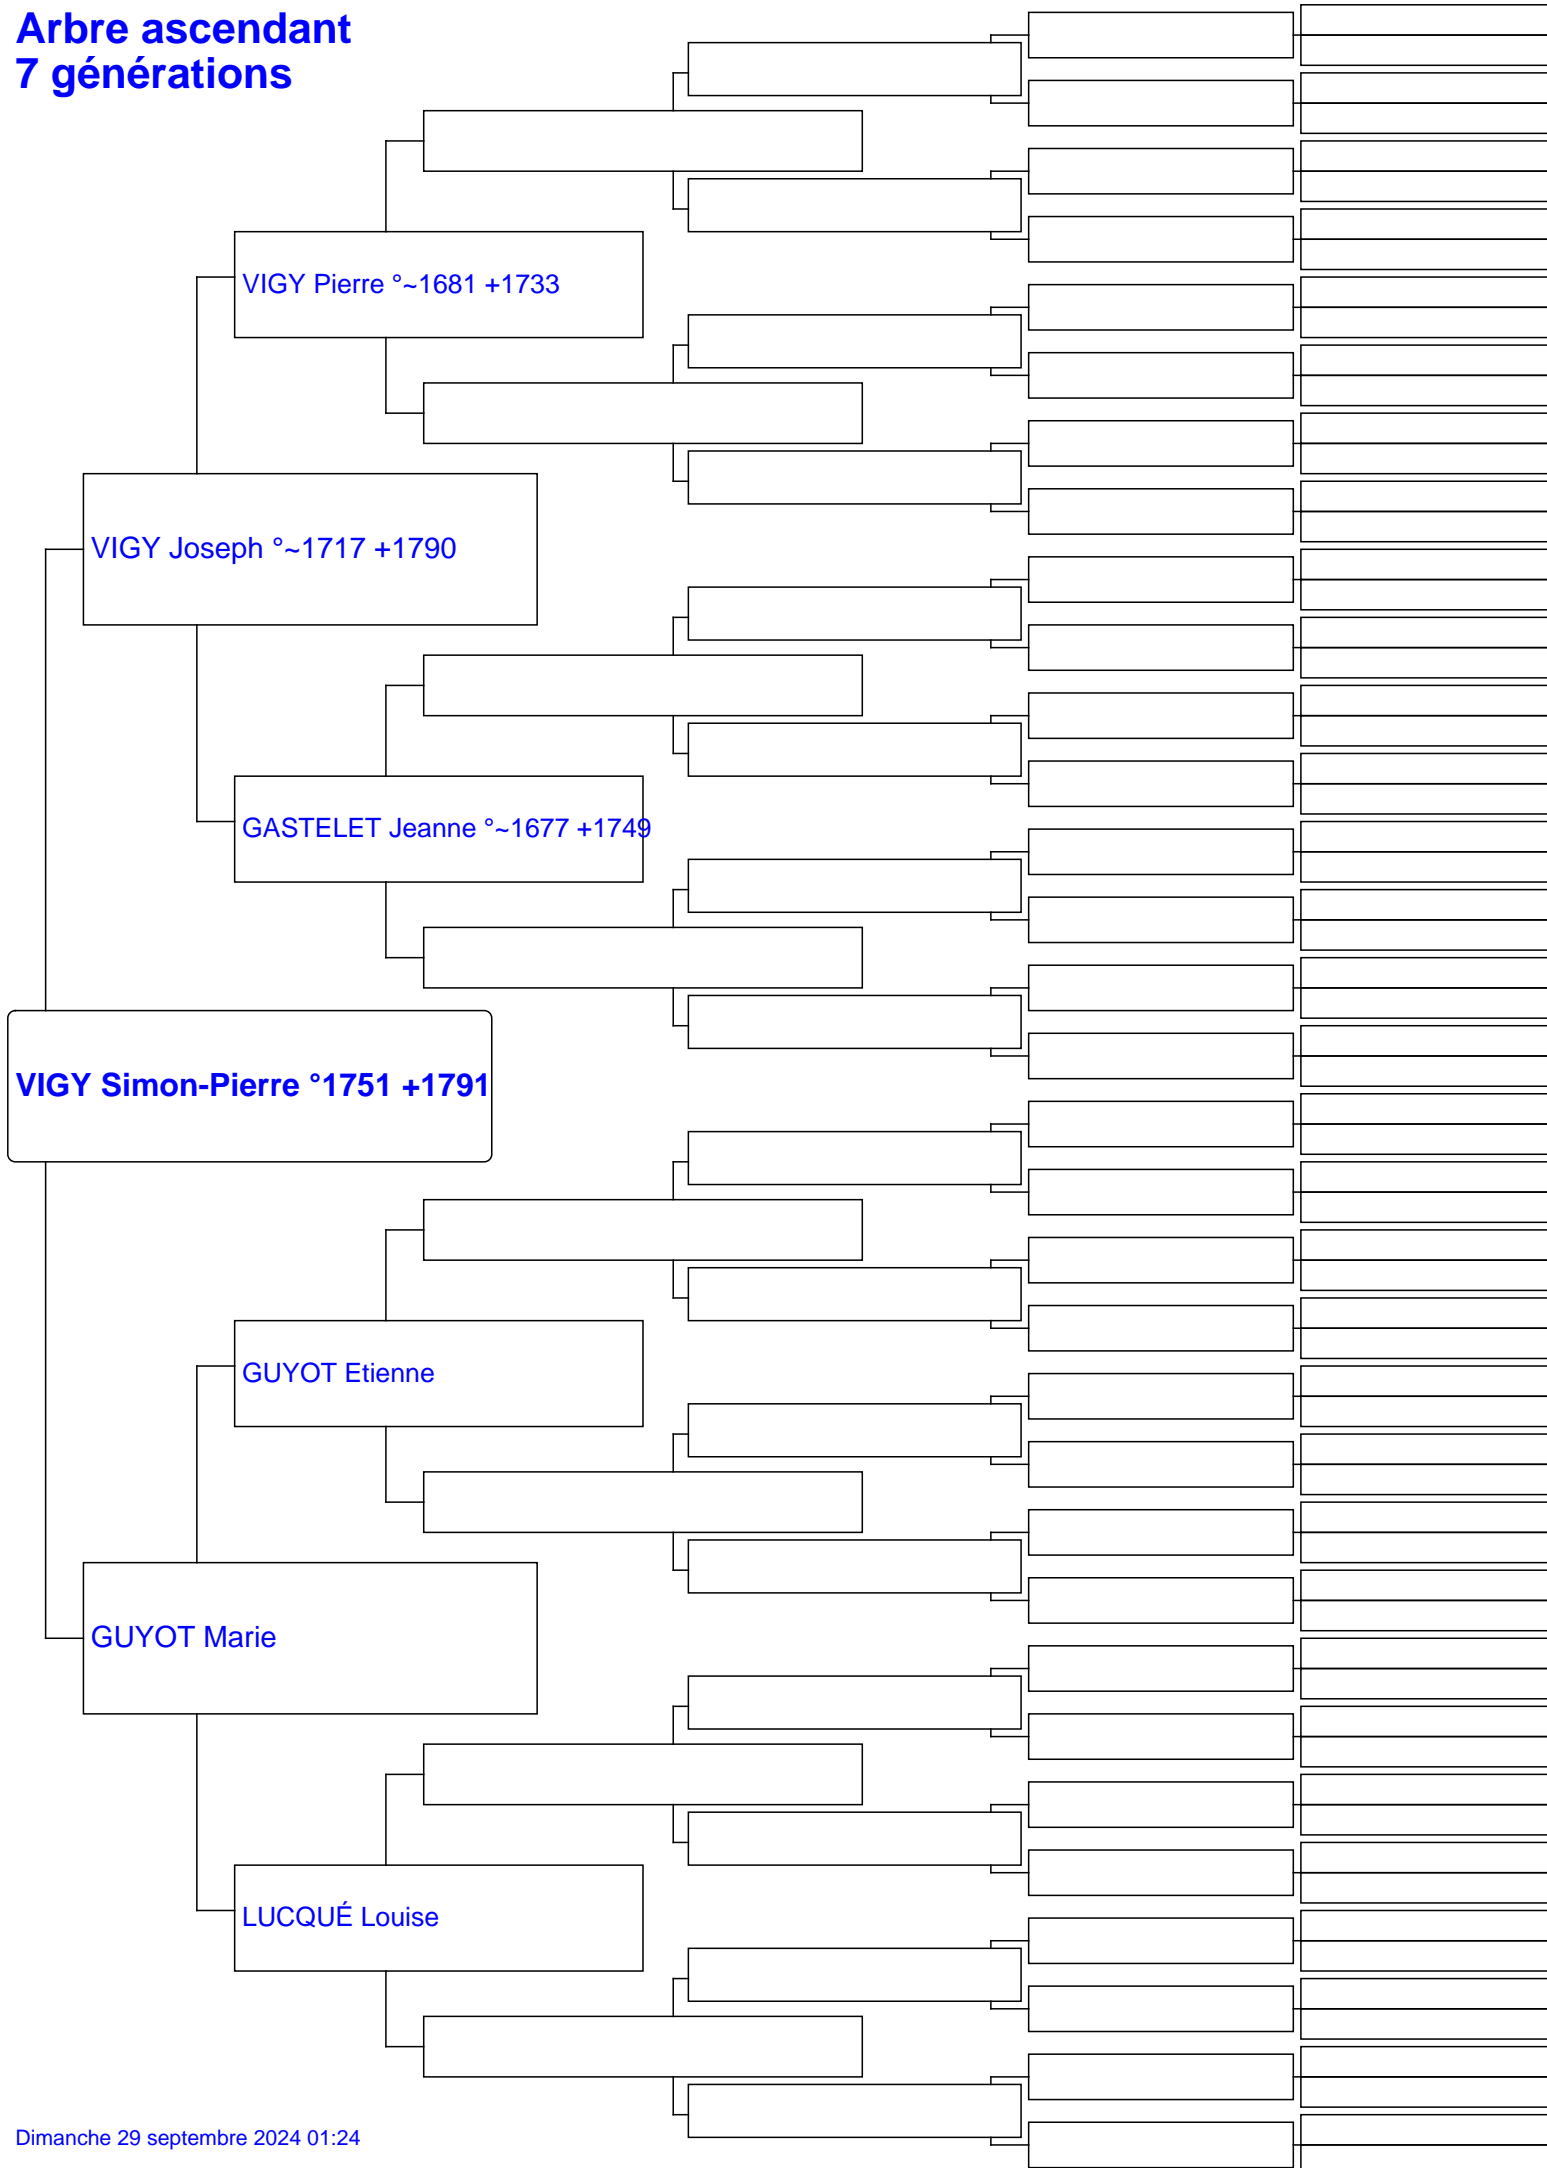 Arbre ascendant
7 générations
VIGY Pierre °~1681 +1733
VIGY Joseph °~1717 +1790
GASTELET Jeanne °~1677 +1749
VIGY Simon-Pierre °1751 +1791
GUYOT Etienne
GUYOT Marie
LUCQUÉ Louise
Dimanche 29 septembre 2024 01:24